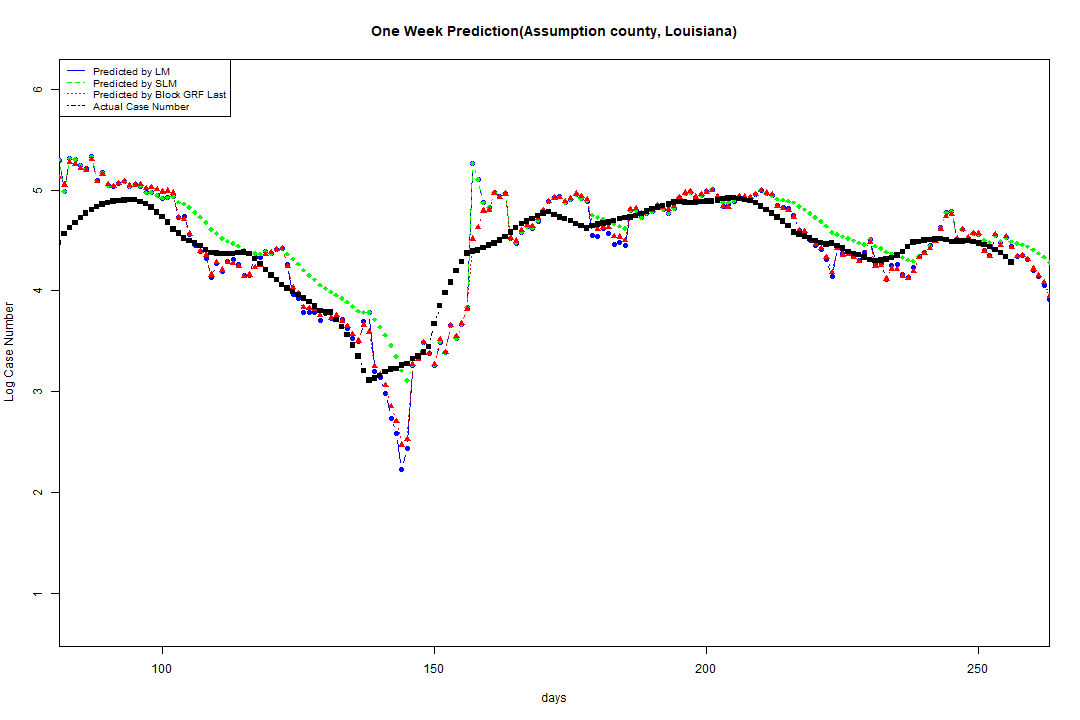 One Week Prediction(Assumption county, Louisiana)
Predicted by LM
Predicted by SLM
Predicted by Block GRF Last
Actual Case Number
6
5
4
3
2
1
Log Case Number
100
150
200
250
days